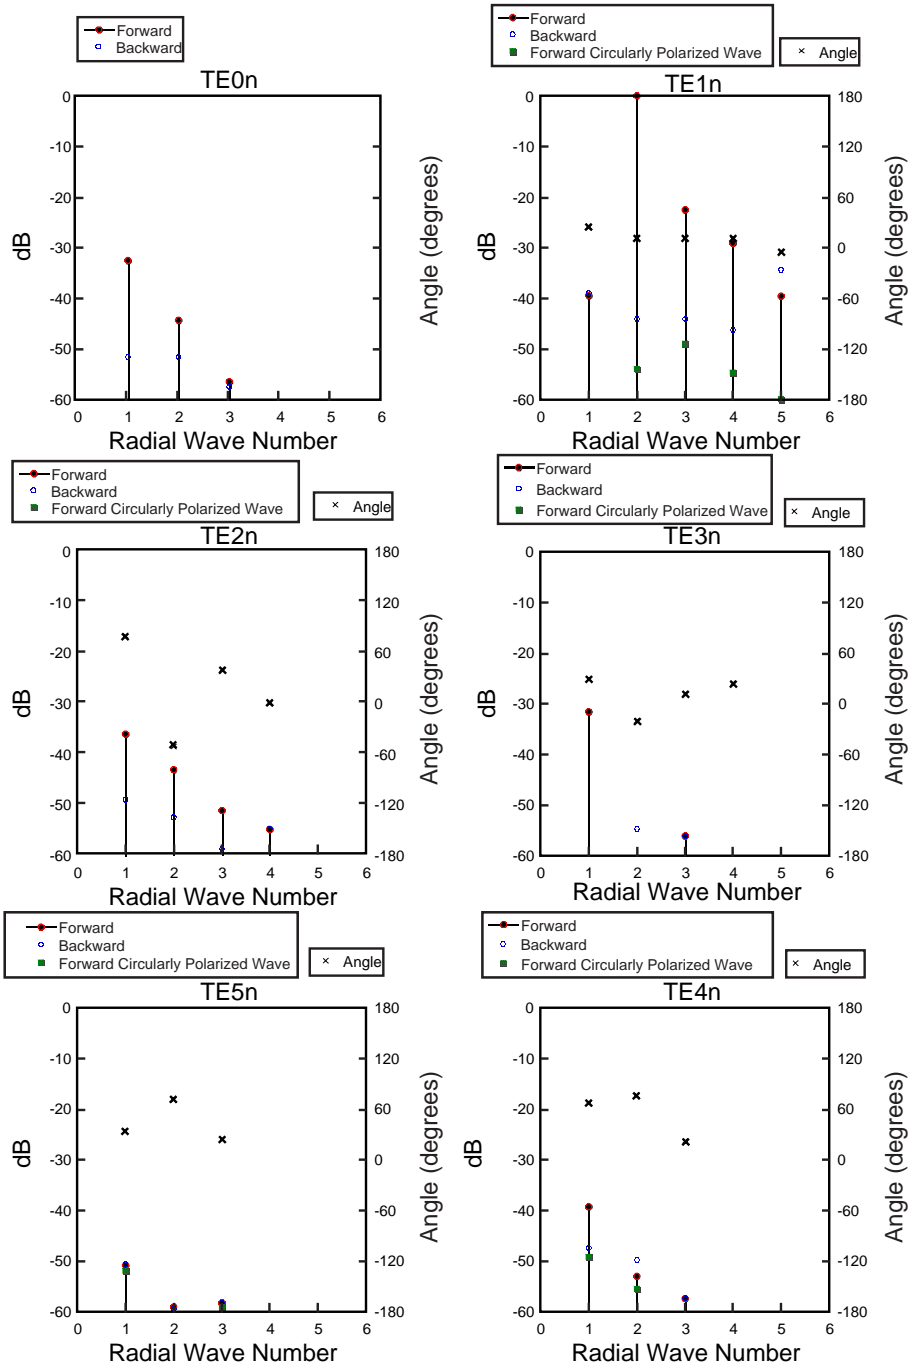 Forward
Backward
TE0n
0
-10
-20
-30
-40
-50
-60
dB
0 1 2 3 4 5 6
Radial Wave Number
Forward
Backward
Forward Circularly Polarized Wave
Angle
TE1n
0
-10
-20
-30
-40
-50
-60
dB
180
120
60
0
-60
-120
-180
Angle (degrees)
0 1 2 3 4 5 6
Radial Wave Number
Forward
Backward
Forward Circularly Polarized Wave
Angle
TE2n
0
-10
-20
-30
-40
-50
-60
dB
180
120
60
0
-60
-120
-180
Angle (degrees)
0 1 2 3 4 5 6
Radial Wave Number
Forward
Backward
Forward Circularly Polarized Wave
Angle
TE3n
0
-10
-20
-30
-40
-50
-60
dB
180
120
60
0
-60
-120
-180
Angle (degrees)
0 1 2 3 4 5 6
Radial Wave Number
Forward
Backward
Forward Circularly Polarized Wave
Angle
TE5n
0
-10
-20
-30
-40
-50
-60
dB
180
120
60
0
-60
-120
-180
Angle (degrees)
0 1 2 3 4 5 6
Radial Wave Number
Forward
Backward
Forward Circularly Polarized Wave
Angle
TE4n
0
-10
-20
-30
-40
-50
-60
dB
180
120
60
0
-60
-120
-180
Angle (degrees)
0 1 2 3 4 5 6
Radial Wave Number